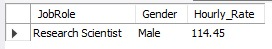 JobRole Gender Hourly_Rate
Research Scientist Male 114.45